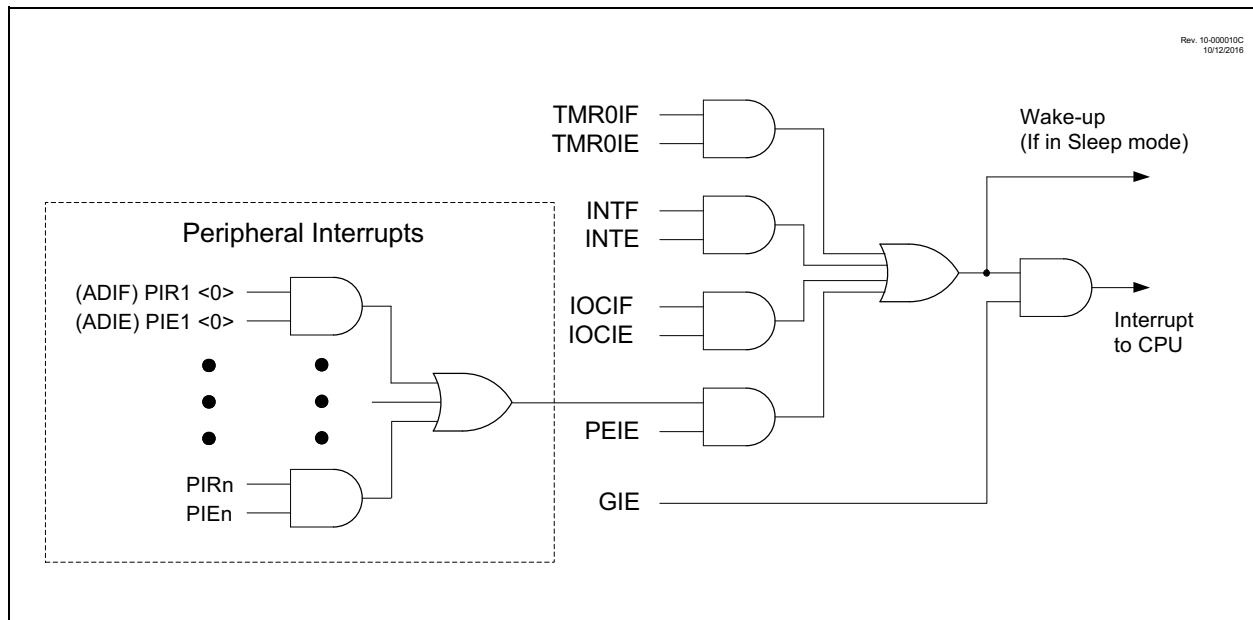 Rev. 10-000010C
10/12/2016
TMR0IF
TMR0IE
Wake-up
(If in Sleep mode)
INTF
INTE
Peripheral Interrupts
(ADIF) PIR1 <0>
(ADIE) PIE1 <0>
IOCIF
IOCIE
Interrupt
to CPU
PEIE
PIRn
PIEn
GIE